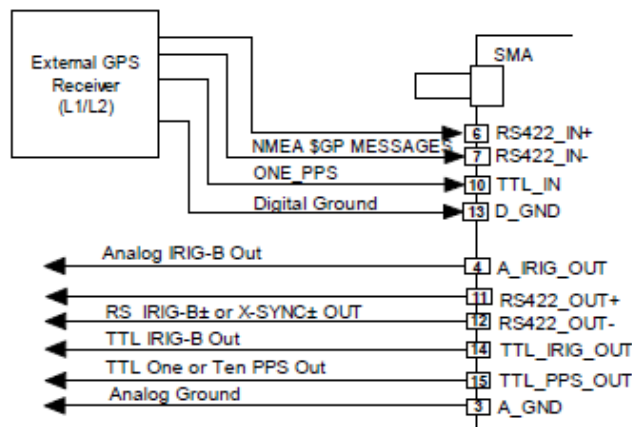 External GPS
Receiver
(L1/L2)
SMA
6 RS422_IN+
NMEA $GP MESSAGES
7 RS422_IN-
ONE_PPS
10 TTL_IN
Digital Ground
13 D_GND
Analog IRIG-B Out
4 A_IRIG_OUT
11 RS422_OUT+
RS IRIG-B± or X-SYNC± OUT
12 RS422_OUT-
TTL IRIG-B Out
14 TTL_IRIG_OUT
TTL One or Ten PPS Out
15 TTL_PPS_OUT
Analog Ground
3 A_GND